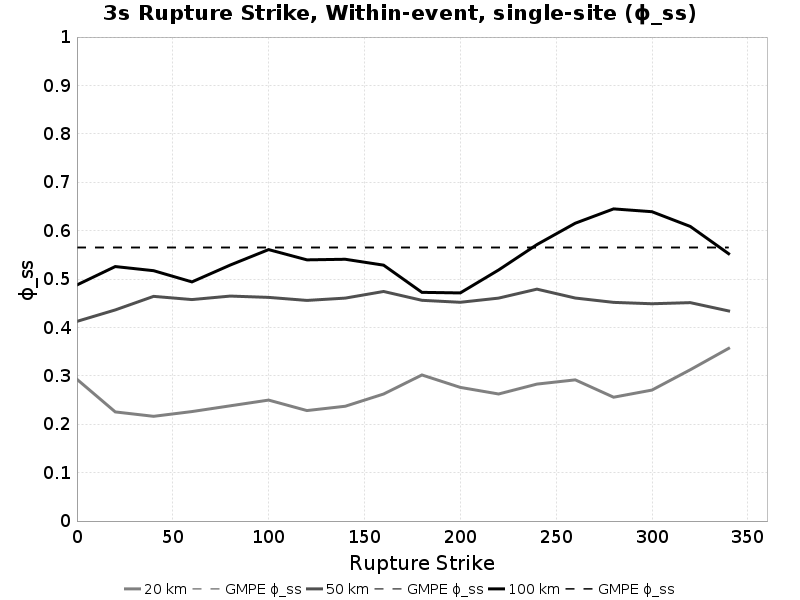 3s Rupture Strike, Within-event, single-site (ϕ_ss)
1
0.9
0.8
0.7
0.6
0.5
0.4
0.3
0.2
0.1
0
ϕ_ss
0 50 100 150 200 250 300 350
Rupture Strike
20 km GMPE ϕ_ss 50 km GMPE ϕ_ss 100 km GMPE ϕ_ss